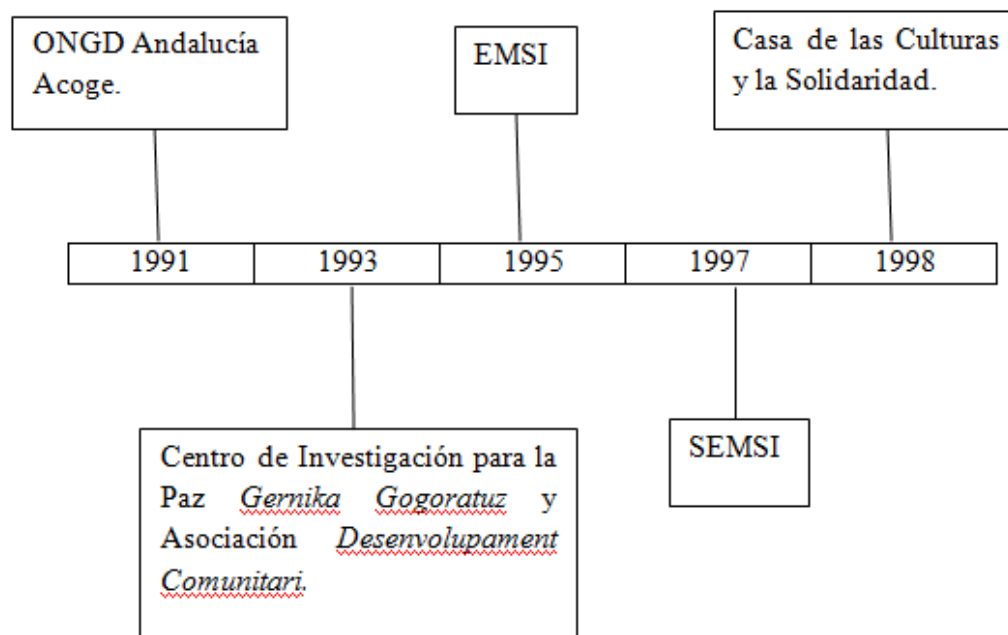 ONGD Andalucía
Acoge.
EMSI
Casa de las Culturas
y la Solidaridad.
1991 1993 1995 1997 1998
Centro de Investigación para la
Paz Gernika Gogoratuz y
Asociación Desenvolupament
Comunitari.
SEMSI